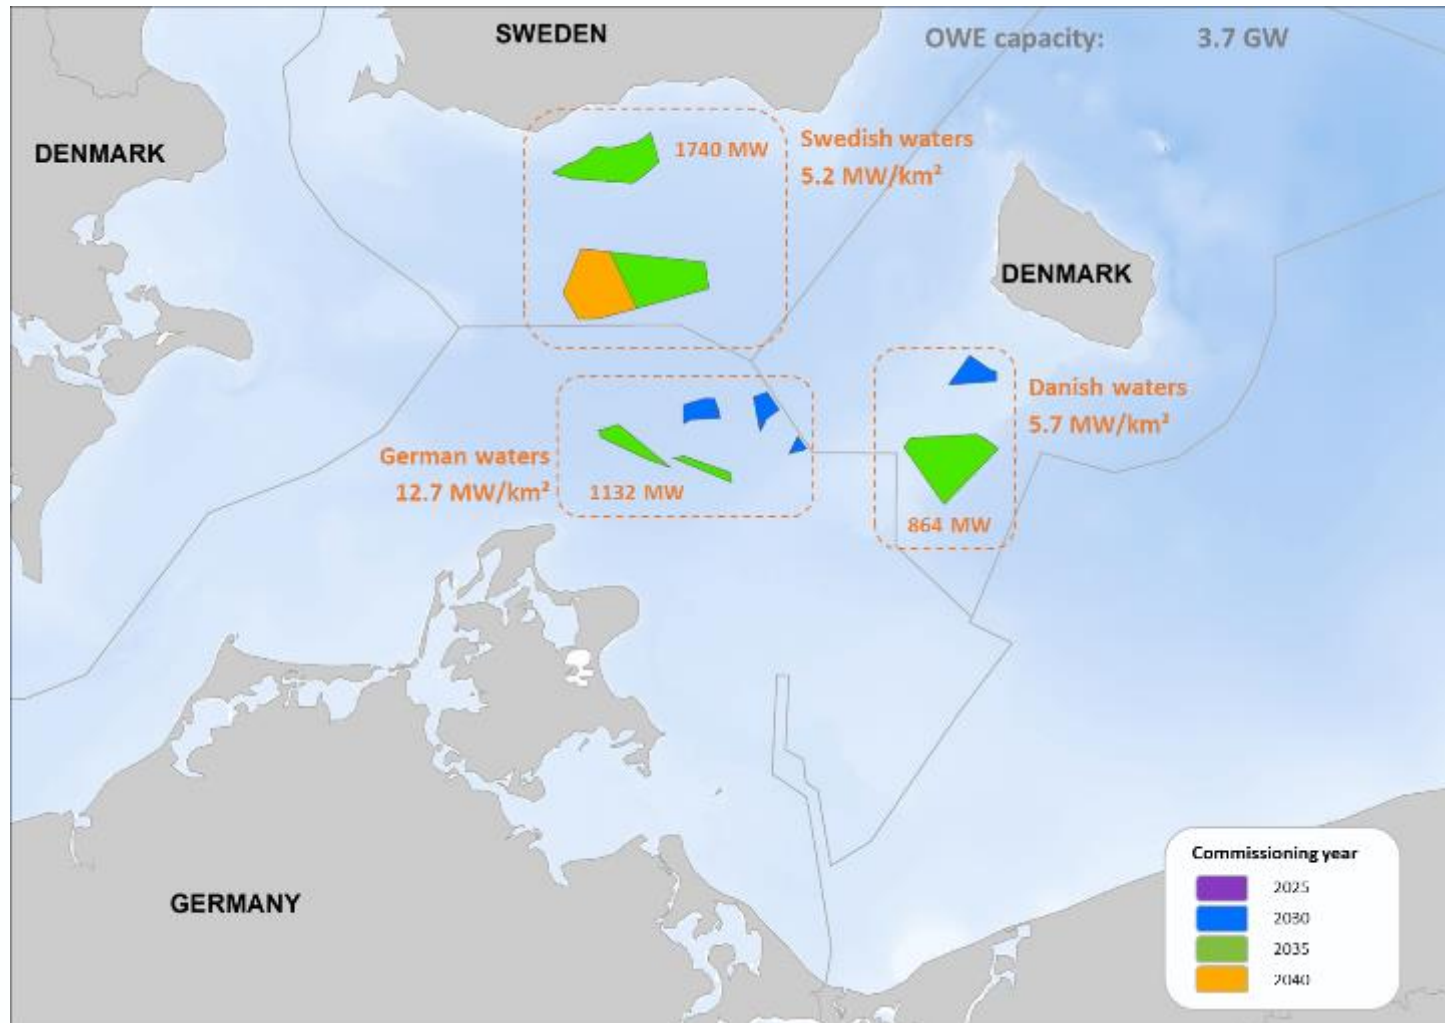 SWEDEN
OWE capacity: 3.7 GW
DENMARK
1740 MW
Swedish waters
5.2 MW/km²
DENMARK
Danish waters
5.7 MW/km²
German waters
12.7 MW/km²
1132 MW
864 MW
GERMANY
Commissioning year
2025
2030
2035
2040